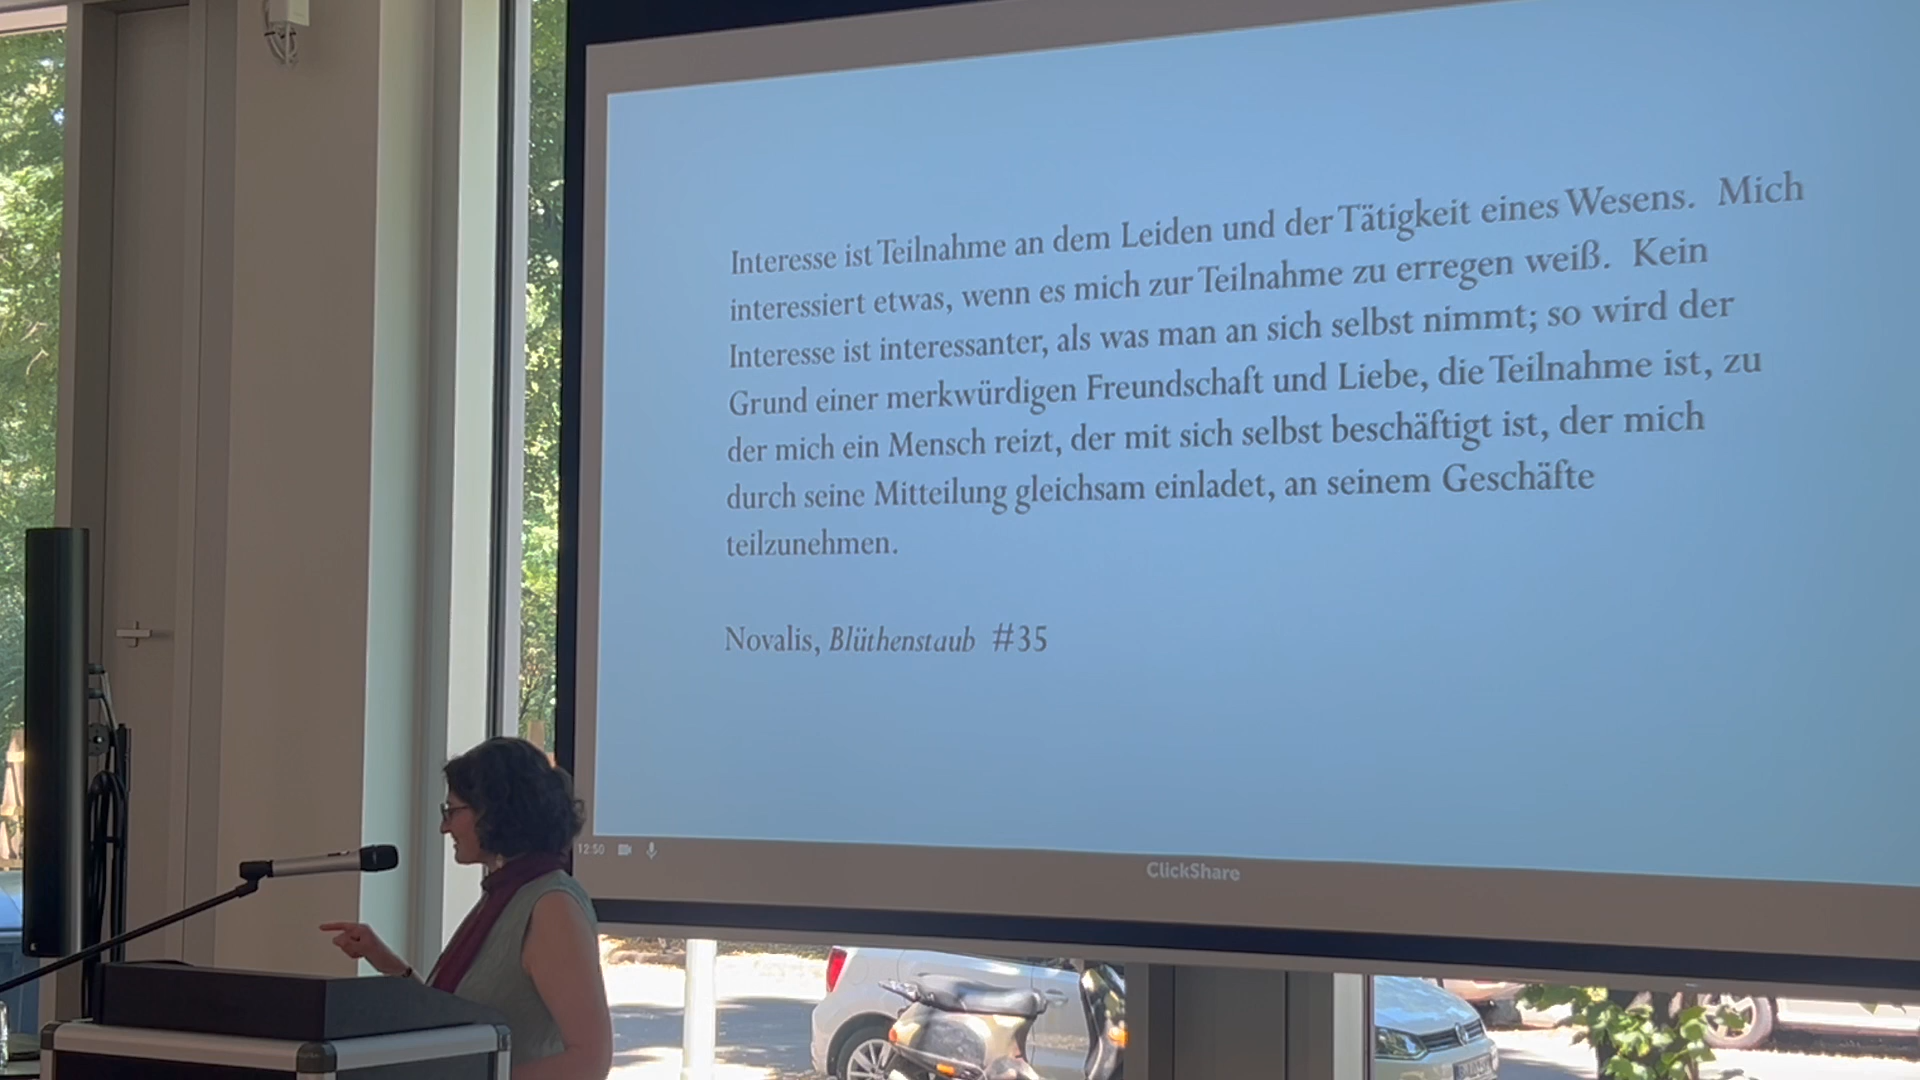 Interesse ist Teilnahme an dem Leiden und der Tätigkeit eines Wesens. Mich
interessiert etwas, wenn es mich zur Teilnahme zu erregen weiß. Kein
Interesse ist interessanter, als was man an sich selbst nimmt; so wird der
Grund einer merkwürdigen Freundschaft und Liebe, die Teilnahme ist, zu
der mich ein Mensch reizt, der mit sich selbst beschäftigt ist, der mich
durch seine Mitteilung gleichsam einladet, an seinem Geschäfte
teilzunehmen.
Novalis, Blüthenstaub #35
12:50
ClickShare